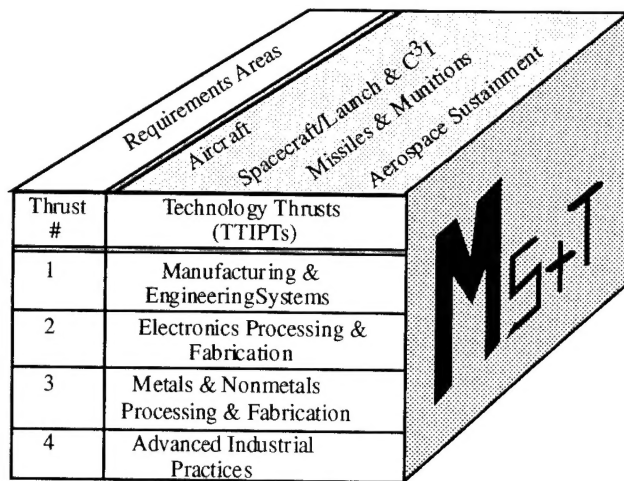 Requirements Areas
Aircraft
Spacecraft/Launch & C³I
Missiles & Munitions
Aerospace Sustainment
Thrust
#
Technology Thrusts
(TTIPTs)
1
Manufacturing &
EngineeringSystems
2
Electronics Processing &
Fabrication
3
Metals & Nonmetals
Processing & Fabrication
4
Advanced Industrial
Practices
MS+T